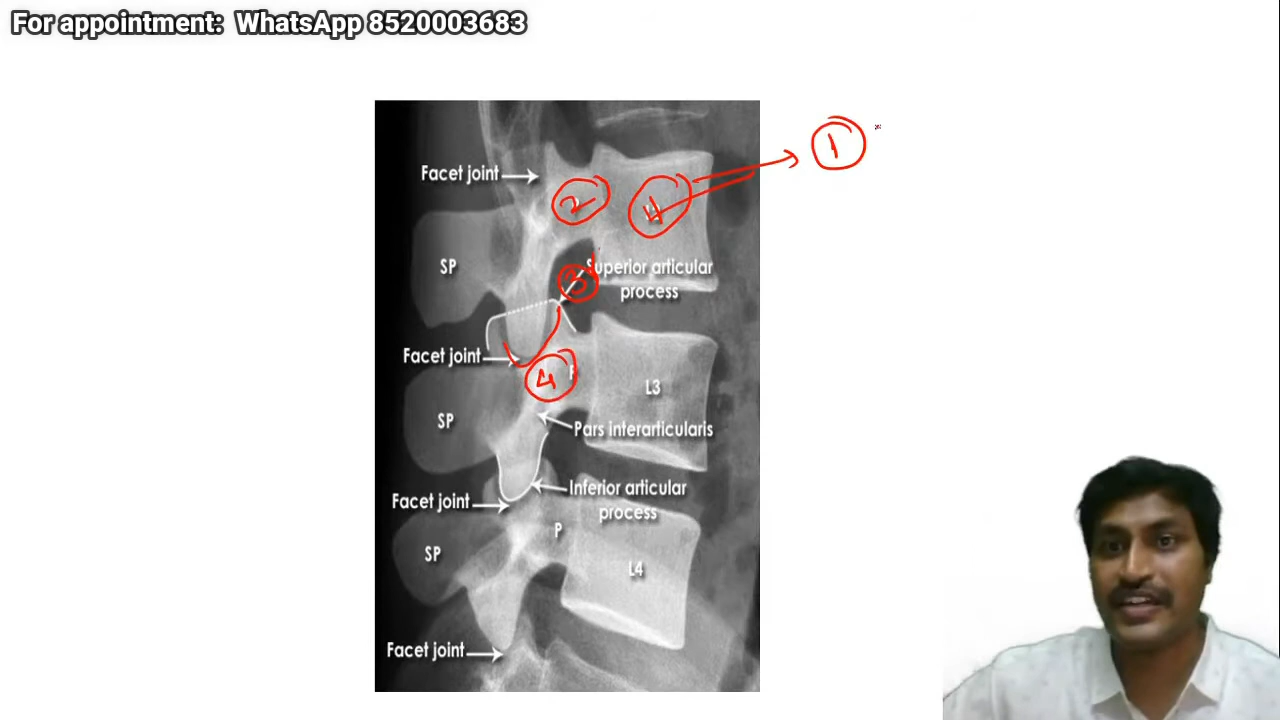 For appointment: WhatsApp 8520003683
1
Facet joint
2
SP
Superior articular
process
3
Facet joint
4
L3
SP
Pars interarticularis
Inferior articular
process
Facet joint
P
SP
L4
Facet joint